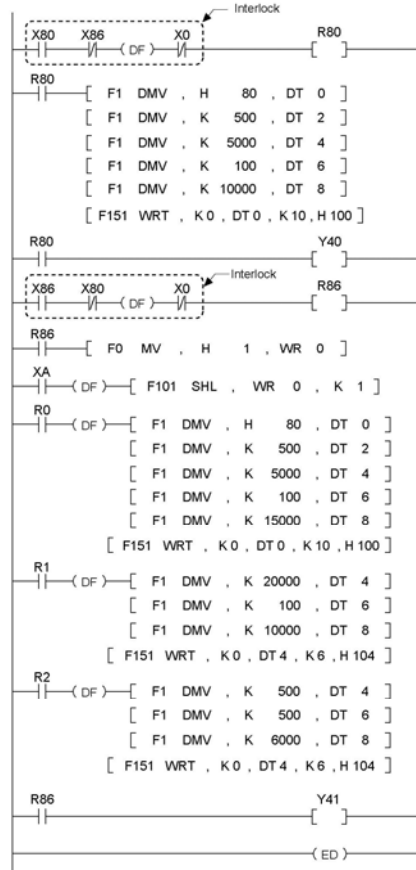 Interlock
X80 X86 ( DF ) X0 R80
R80
[ F1 DMV , H 80 , DT 0 ]
[ F1 DMV , K 500 , DT 2 ]
[ F1 DMV , K 5000 , DT 4 ]
[ F1 DMV , K 100 , DT 6 ]
[ F1 DMV , K 10000 , DT 8 ]
[ F151 WRT , K 0 , DT 0 , K 10 , H 100 ]
R80 Y40
Interlock
X86 X80 ( DF ) X0 R86
R86
[ F0 MV , H 1 , WR 0 ]
XA
( DF ) [ F101 SHL , WR 0 , K 1 ]
R0
( DF ) [ F1 DMV , H 80 , DT 0 ]
[ F1 DMV , K 500 , DT 2 ]
[ F1 DMV , K 5000 , DT 4 ]
[ F1 DMV , K 100 , DT 6 ]
[ F1 DMV , K 15000 , DT 8 ]
[ F151 WRT , K 0 , DT 0 , K 10 , H 100 ]
R1
( DF ) [ F1 DMV , K 20000 , DT 4 ]
[ F1 DMV , K 100 , DT 6 ]
[ F1 DMV , K 10000 , DT 8 ]
[ F151 WRT , K 0 , DT 4 , K 6 , H 104 ]
R2
( DF ) [ F1 DMV , K 500 , DT 4 ]
[ F1 DMV , K 500 , DT 6 ]
[ F1 DMV , K 6000 , DT 8 ]
[ F151 WRT , K 0 , DT 4 , K 6 , H 104 ]
R86 Y41
( ED )